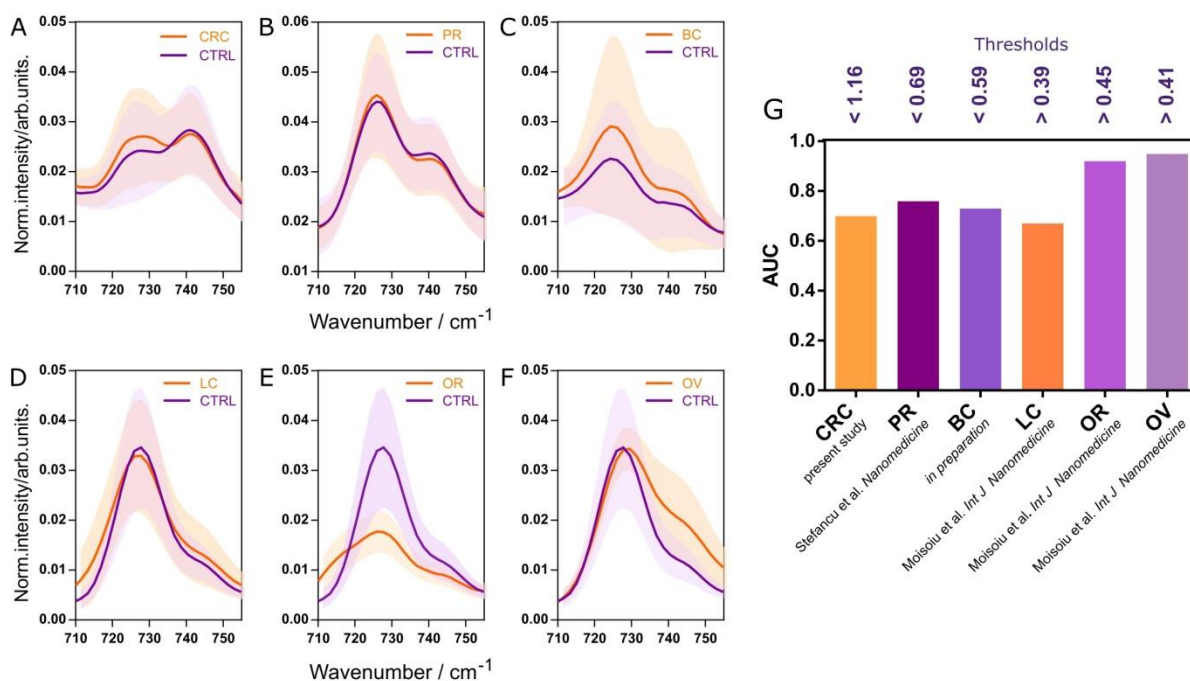 A
0.05
0.04
0.03
0.02
0.01
0.00
CRC
CTRL
710 720 730 740 750
B
0.06
0.05
0.04
0.03
0.02
0.01
PR
CTRL
710 720 730 740 750
C
0.05
0.04
0.03
0.02
0.01
0.00
BC
CTRL
710 720 730 740 750
Norm.intensity/arb.units.
Wavenumber / cm⁻¹
D
0.05
0.04
0.03
0.02
0.01
0.00
LC
CTRL
710 720 730 740 750
E
0.05
0.04
0.03
0.02
0.01
0.00
OR
CTRL
710 720 730 740 750
F
0.05
0.04
0.03
0.02
0.01
0.00
OV
CTRL
710 720 730 740 750
Norm.intensity/arb.units.
Wavenumber / cm⁻¹
G
Thresholds
< 1.16
< 0.69
< 0.59
> 0.39
> 0.45
> 0.41
AUC
1.0
0.8
0.6
0.4
0.2
0.0
CRC
present study
PR
Stefancu et al. Nanomedicine
BC
in preparation
LC
Moisoiu et al. Int J Nanomedicine
OR
Moisoiu et al. Int J Nanomedicine
OV
Moisoiu et al. Int J Nanomedicine